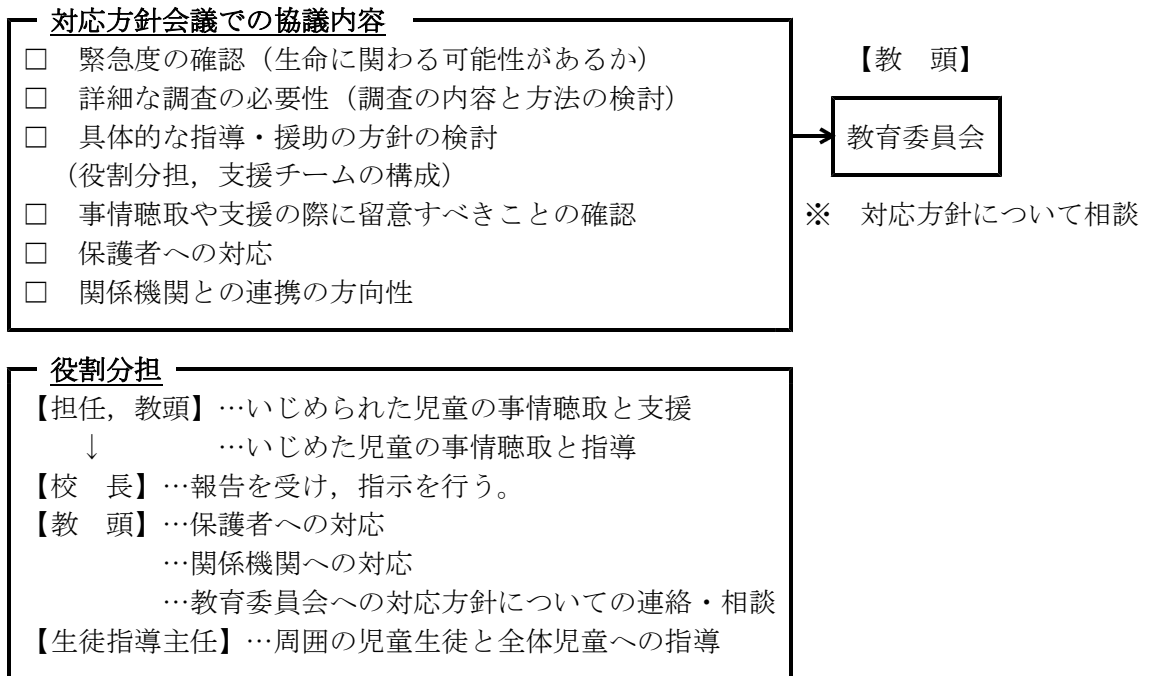 対応方針会議での協議内容
□　緊急度の確認（生命に関わる可能性があるか）
□　詳細な調査の必要性（調査の内容と方法の検討）
□　具体的な指導・援助の方針の検討
（役割分担，支援チームの構成）
□　事情聴取や支援の際に留意すべきことの確認
□　保護者への対応
□　関係機関との連携の方向性
【教　頭】
教育委員会
※　対応方針について相談
役割分担
【担任，教頭】…いじめられた児童の事情聴取と支援
↓　　　　…いじめた児童の事情聴取と指導
【校　長】…報告を受け，指示を行う。
【教　頭】…保護者への対応
…関係機関への対応
…教育委員会への対応方針についての連絡・相談
【生徒指導主任】…周囲の児童生徒と全体児童への指導